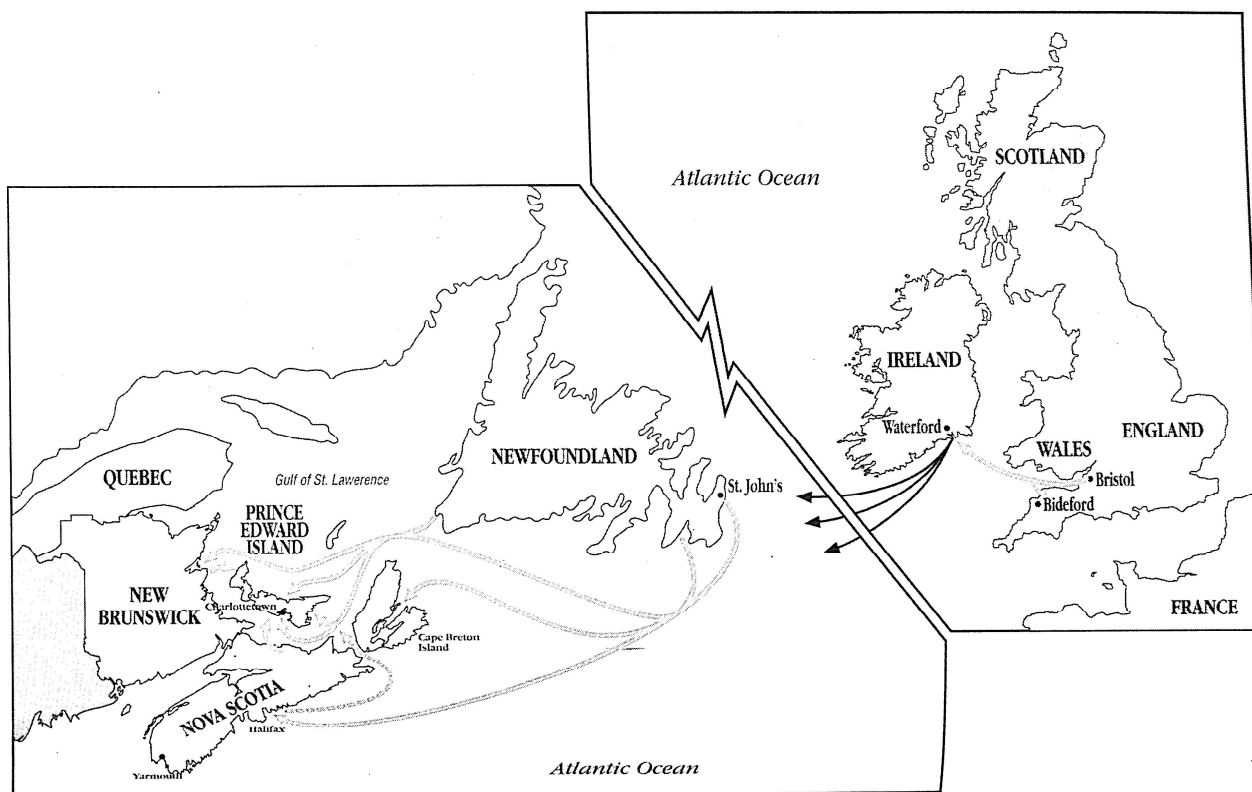 Atlantic Ocean
SCOTLAND
IRELAND
Waterford
WALES
ENGLAND
Bristol
Bideford
FRANCE
QUEBEC
Gulf of St. Lawerence
NEWFOUNDLAND
St. John's
PRINCE
EDWARD
ISLAND
NEW
BRUNSWICK
Charlottetown
Cape Breton
Island
NOVA SCOTIA
Halifax
Yarmouth
Atlantic Ocean